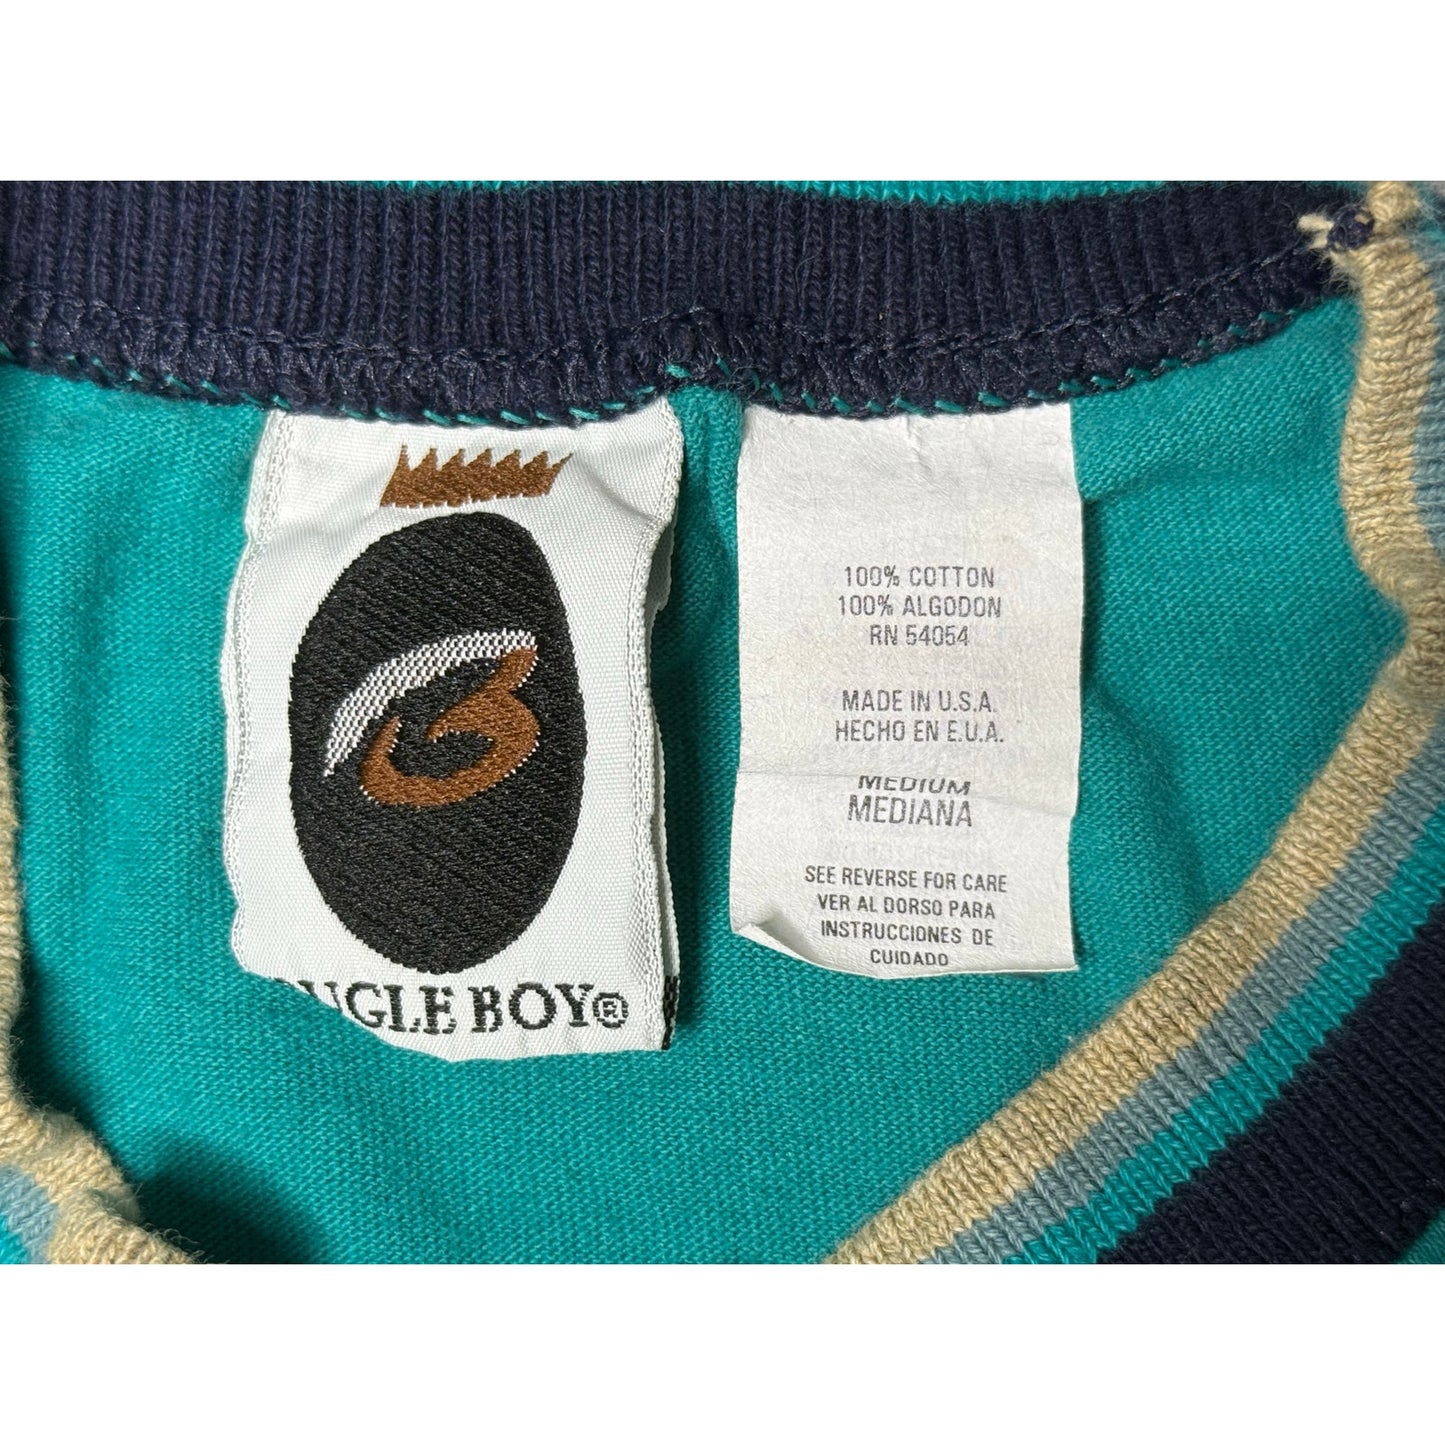 UGLE BOY®
100% COTTON
100% ALGODON
RN 54054
MADE IN U.S.A.
HECHO EN E.U.A.
MEDIUM
MEDIANA
SEE REVERSE FOR CARE
VER AL DORSO PARA
INSTRUCCIONES DE
CUIDADO